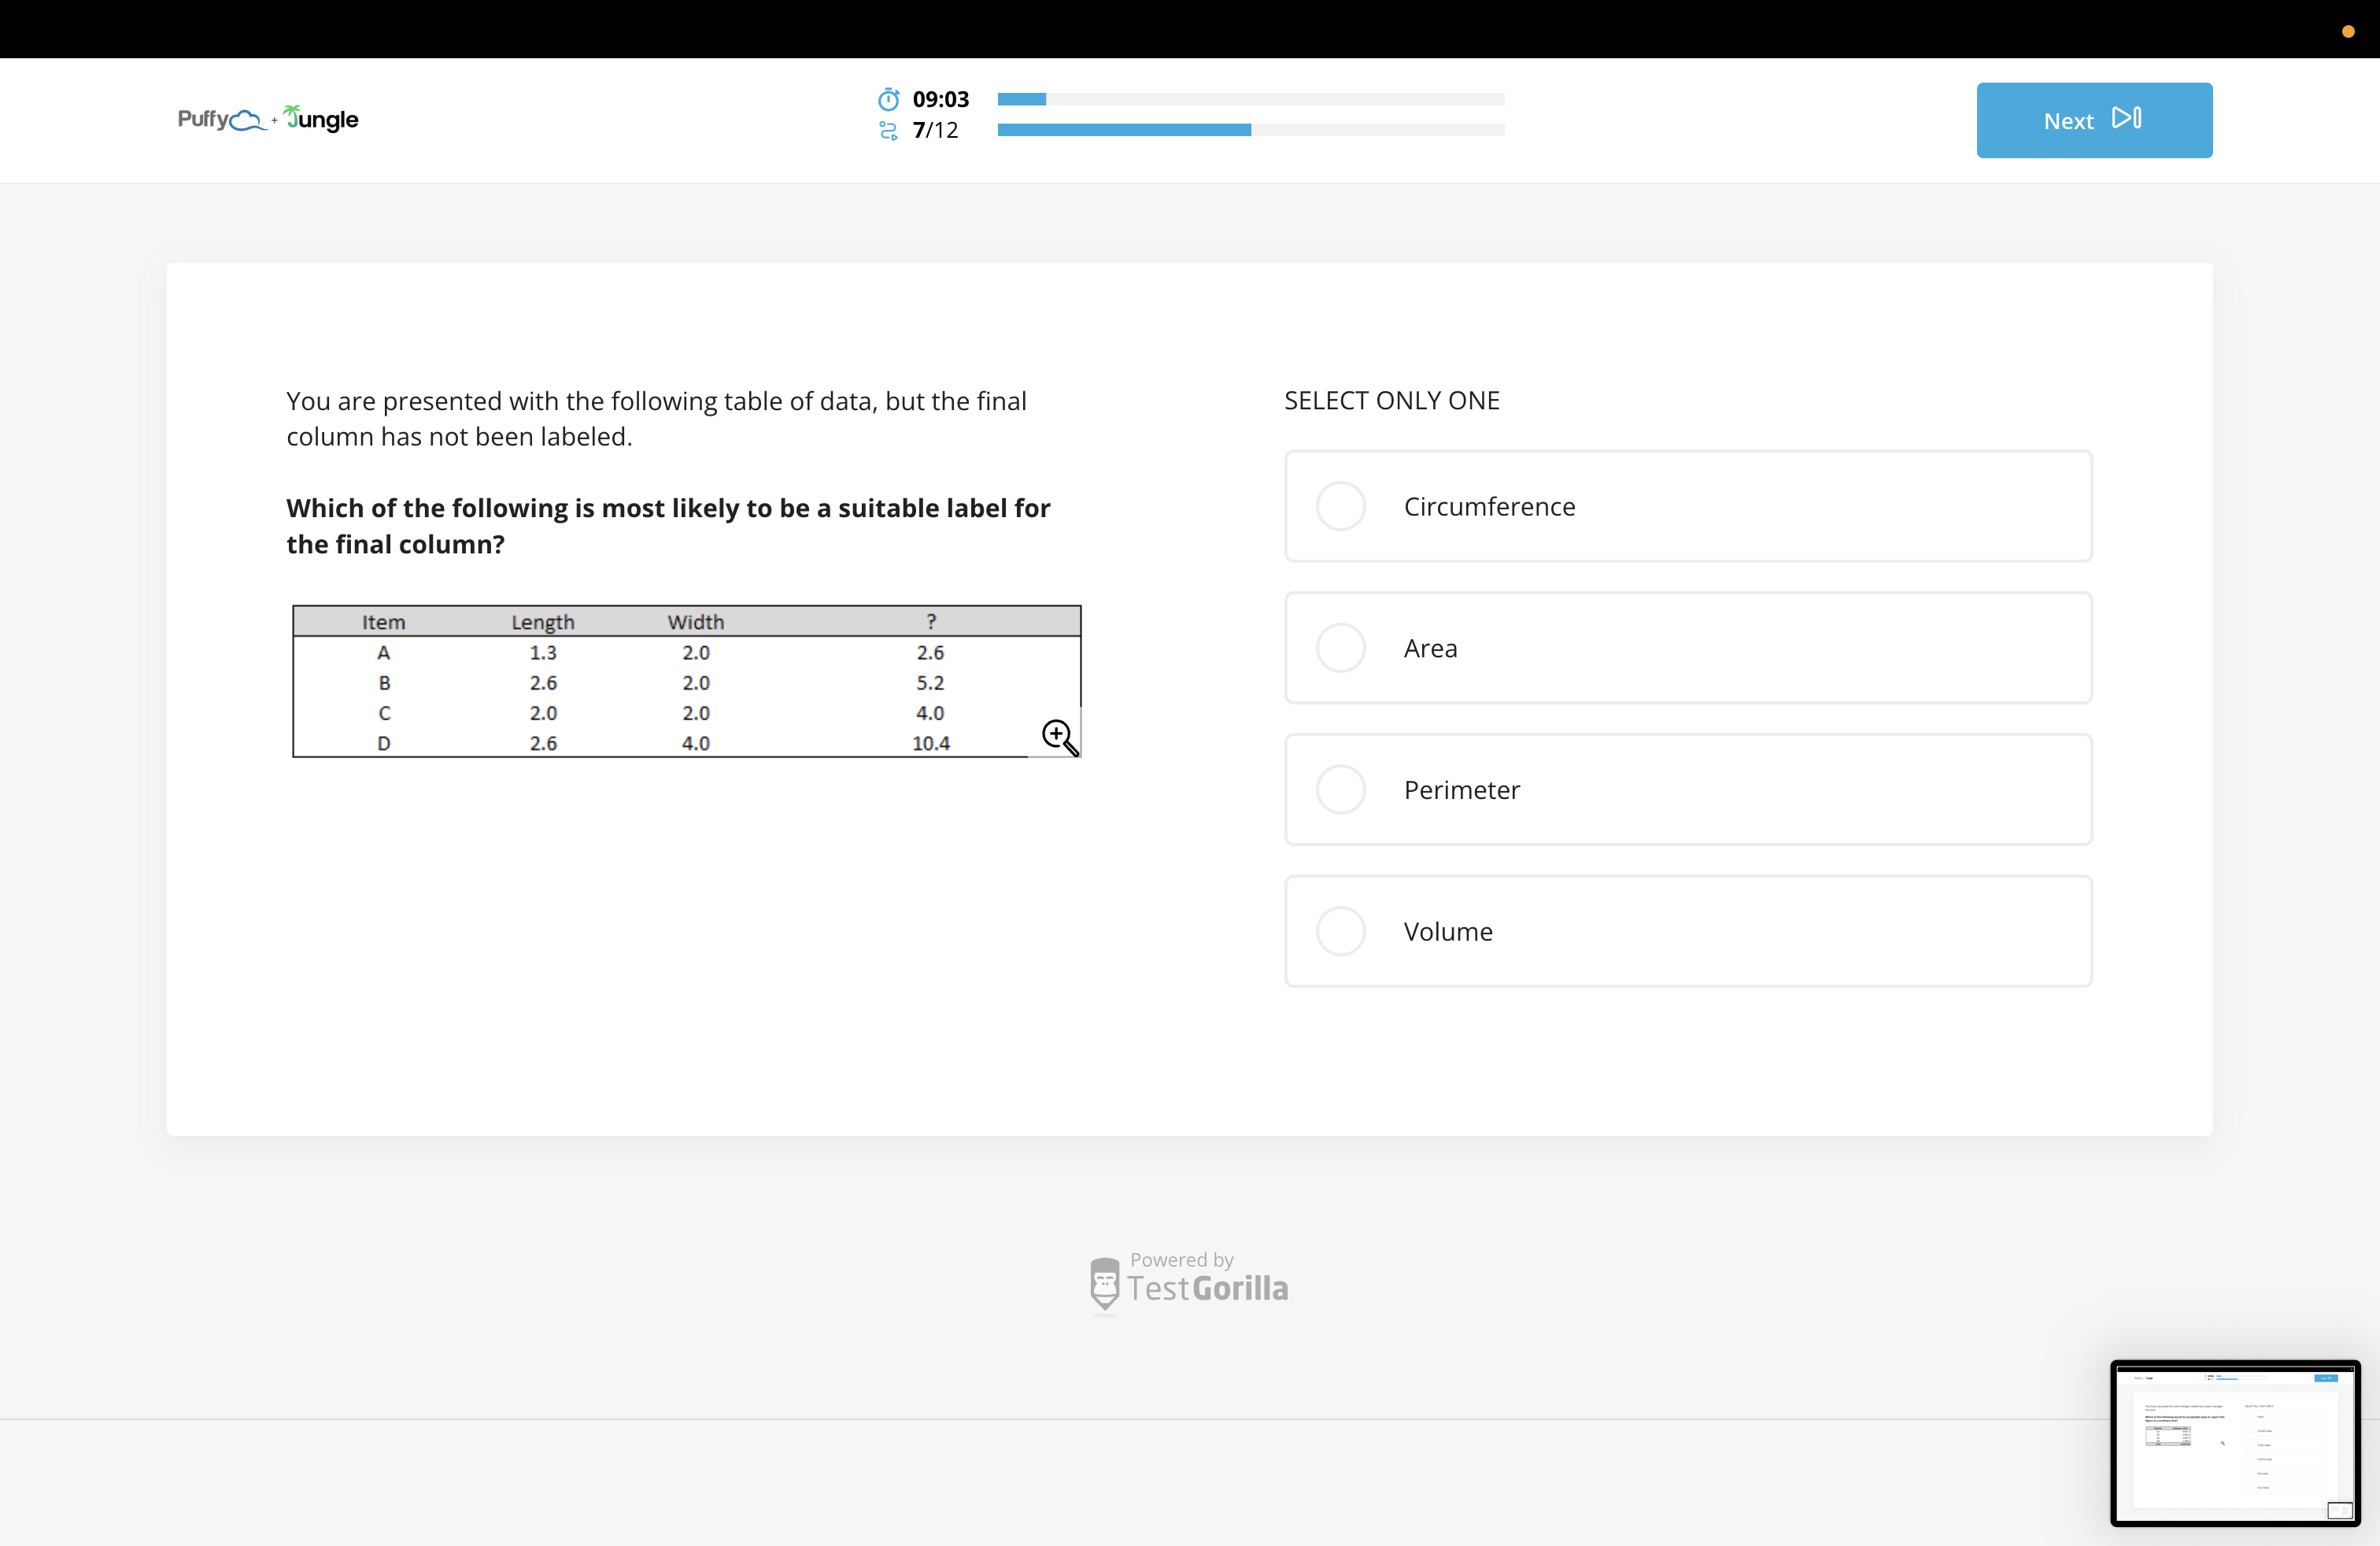 Puffy + Jungle
09:03
7/12
Next
You are presented with the following table of data, but the final
column has not been labeled.
Which of the following is most likely to be a suitable label for
the final column?
Item Length Width ?
A 1.3 2.0 2.6
B 2.6 2.0 5.2
C 2.0 2.0 4.0
D 2.6 4.0 10.4
SELECT ONLY ONE
Circumference
Area
Perimeter
Volume
Powered by
TestGorilla